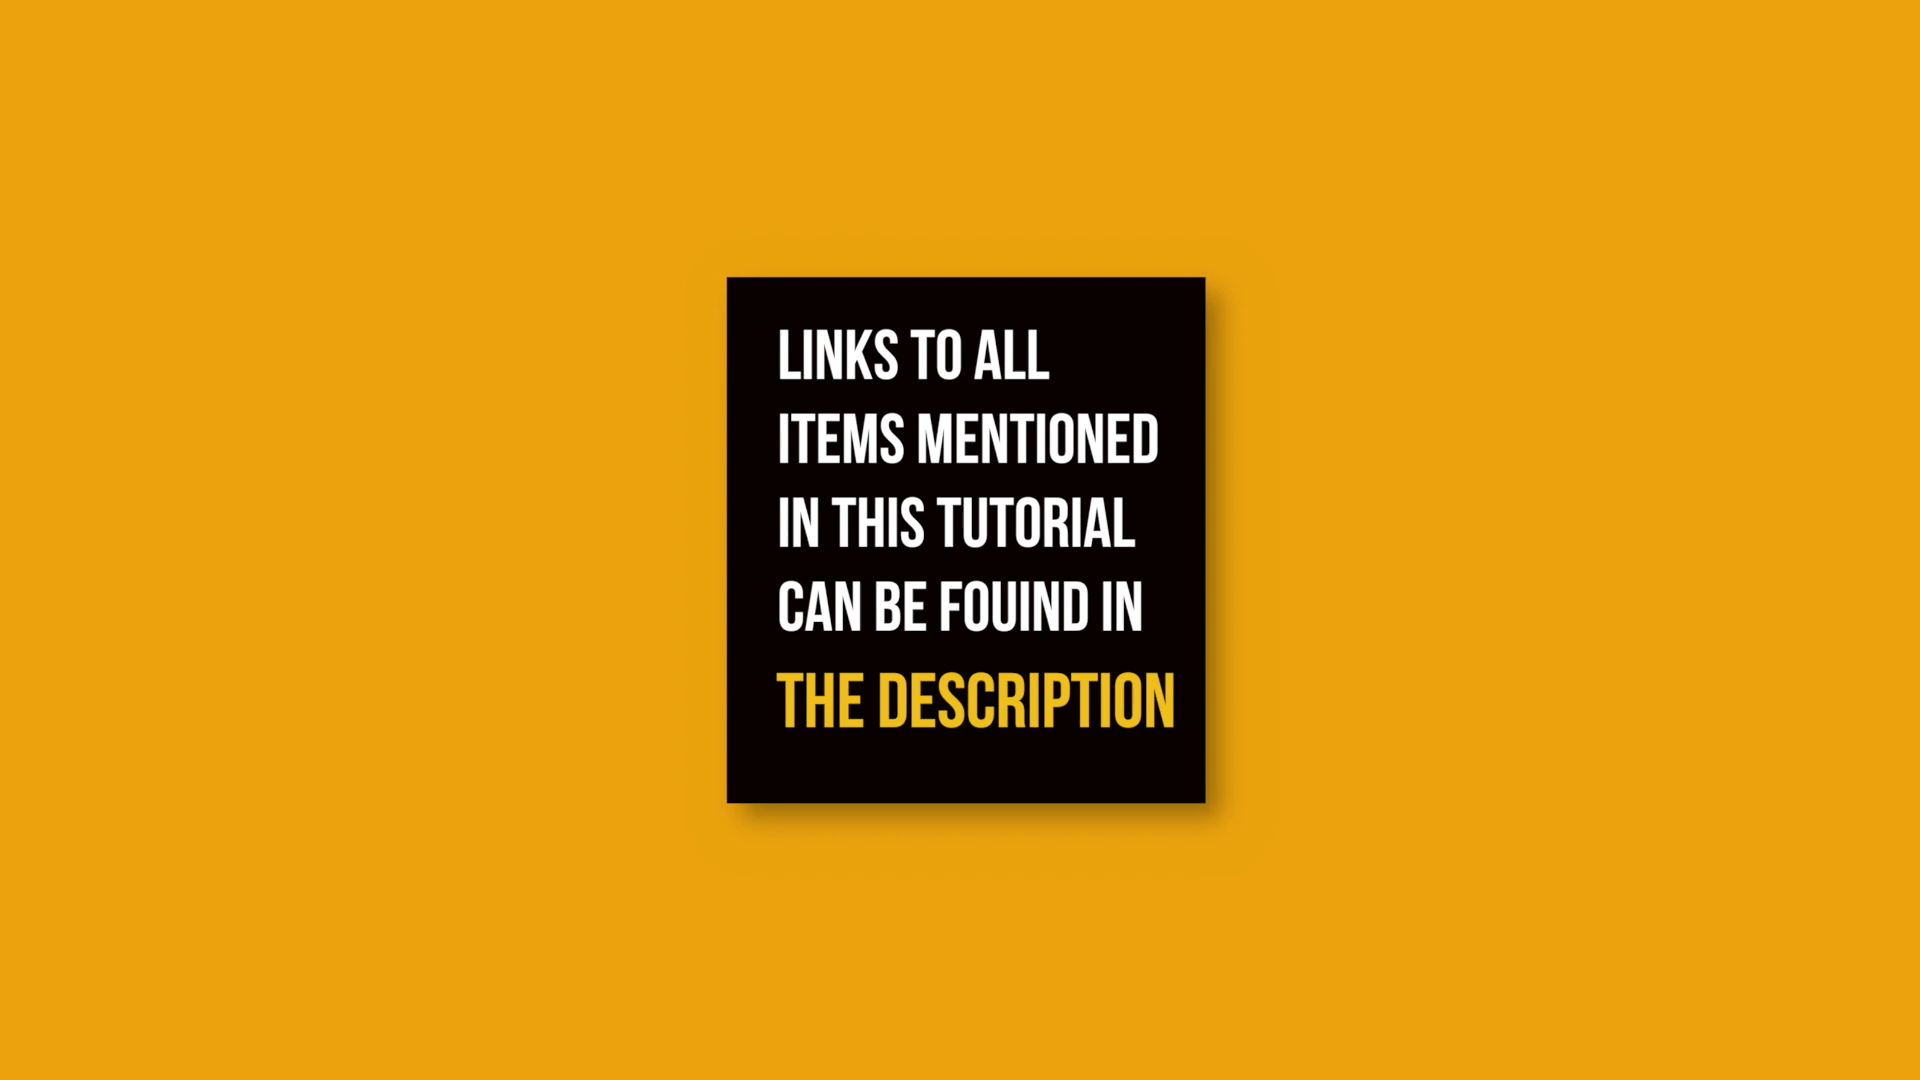 LINKS TO ALL
ITEMS MENTIONED
IN THIS TUTORIAL
CAN BE FOUIND IN
THE DESCRIPTION